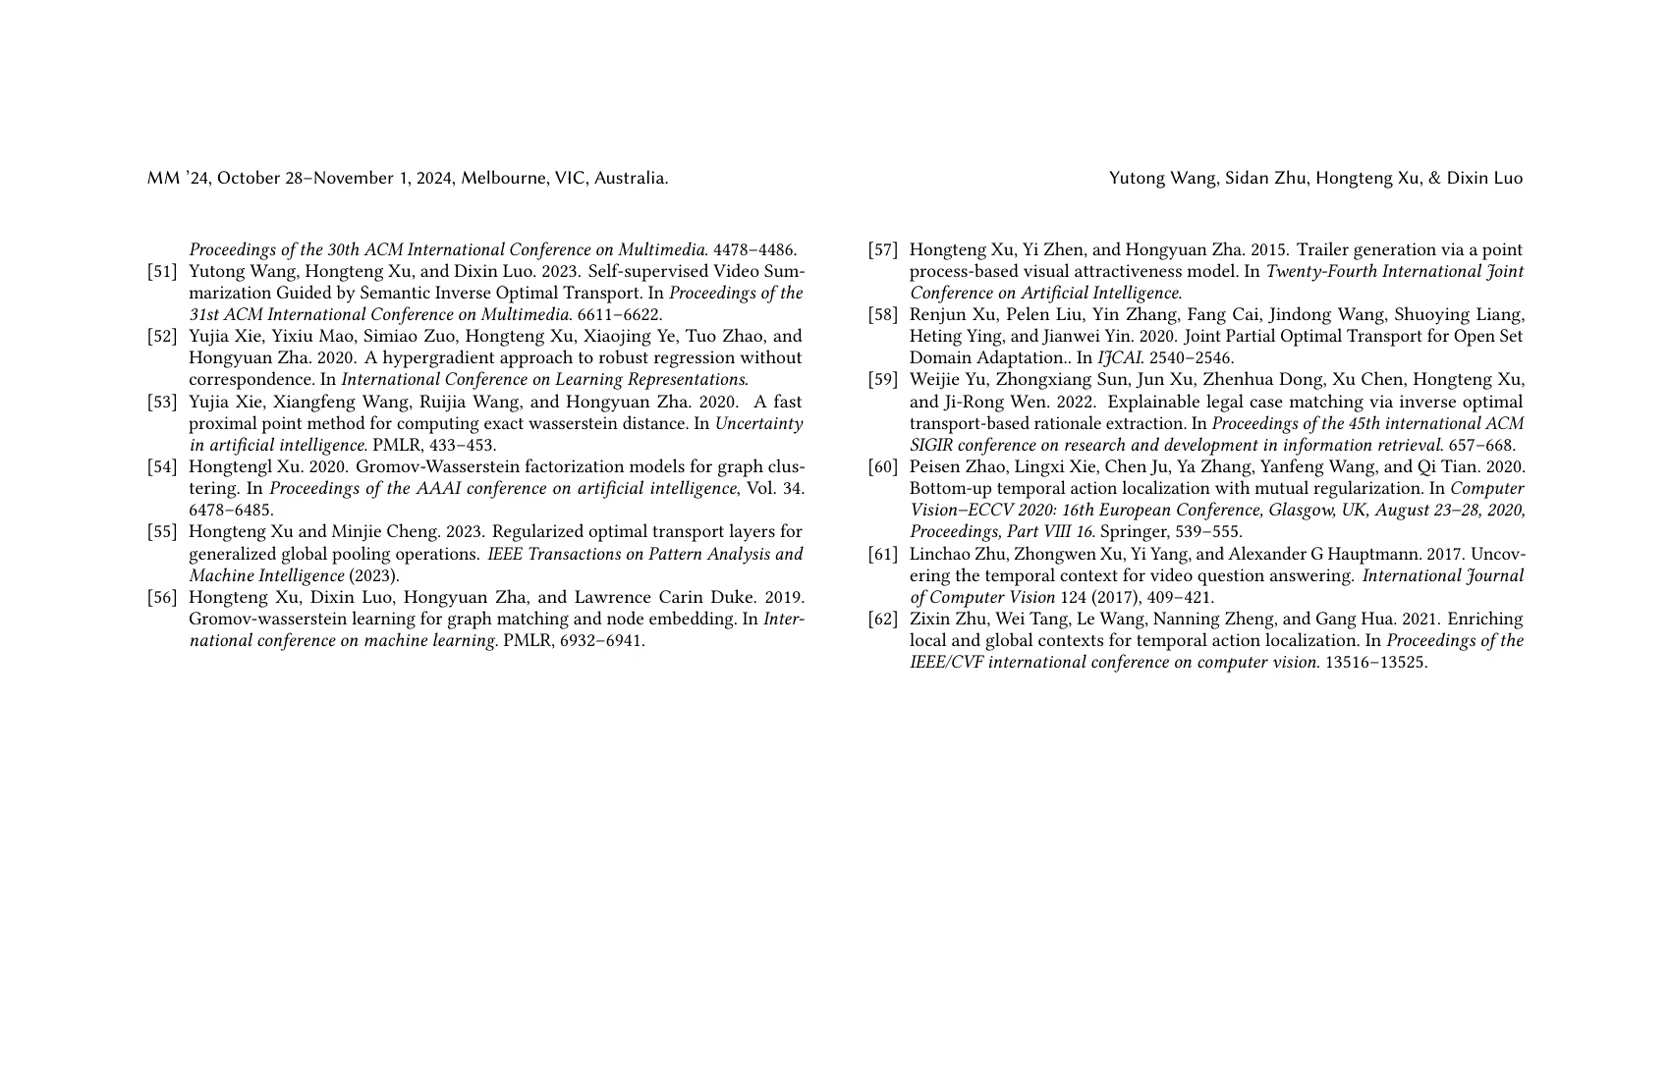 MM ’24, October 28–November 1, 2024, Melbourne, VIC, Australia.
Yutong Wang, Sidan Zhu, Hongteng Xu, & Dixin Luo
Proceedings of the 30th ACM International Conference on Multimedia. 4478–4486.
[51] Yutong Wang, Hongteng Xu, and Dixin Luo. 2023. Self-supervised Video Sum-
marization Guided by Semantic Inverse Optimal Transport. In Proceedings of the
31st ACM International Conference on Multimedia. 6611–6622.
[52] Yujia Xie, Yixiu Mao, Simiao Zuo, Hongteng Xu, Xiaojing Ye, Tuo Zhao, and
Hongyuan Zha. 2020. A hypergradient approach to robust regression without
correspondence. In International Conference on Learning Representations.
[53] Yujia Xie, Xiangfeng Wang, Ruijia Wang, and Hongyuan Zha. 2020. A fast
proximal point method for computing exact wasserstein distance. In Uncertainty
in artificial intelligence. PMLR, 433–453.
[54] Hongtengl Xu. 2020. Gromov-Wasserstein factorization models for graph clus-
tering. In Proceedings of the AAAI conference on artificial intelligence, Vol. 34.
6478–6485.
[55] Hongteng Xu and Minjie Cheng. 2023. Regularized optimal transport layers for
generalized global pooling operations. IEEE Transactions on Pattern Analysis and
Machine Intelligence (2023).
[56] Hongteng Xu, Dixin Luo, Hongyuan Zha, and Lawrence Carin Duke. 2019.
Gromov-wasserstein learning for graph matching and node embedding. In Inter-
national conference on machine learning. PMLR, 6932–6941.
[57] Hongteng Xu, Yi Zhen, and Hongyuan Zha. 2015. Trailer generation via a point
process-based visual attractiveness model. In Twenty-Fourth International Joint
Conference on Artificial Intelligence.
[58] Renjun Xu, Pelen Liu, Yin Zhang, Fang Cai, Jindong Wang, Shuoying Liang,
Heting Ying, and Jianwei Yin. 2020. Joint Partial Optimal Transport for Open Set
Domain Adaptation.. In IJCAI. 2540–2546.
[59] Weijie Yu, Zhongxiang Sun, Jun Xu, Zhenhua Dong, Xu Chen, Hongteng Xu,
and Ji-Rong Wen. 2022. Explainable legal case matching via inverse optimal
transport-based rationale extraction. In Proceedings of the 45th international ACM
SIGIR conference on research and development in information retrieval. 657–668.
[60] Peisen Zhao, Lingxi Xie, Chen Ju, Ya Zhang, Yanfeng Wang, and Qi Tian. 2020.
Bottom-up temporal action localization with mutual regularization. In Computer
Vision–ECCV 2020: 16th European Conference, Glasgow, UK, August 23–28, 2020,
Proceedings, Part VIII 16. Springer, 539–555.
[61] Linchao Zhu, Zhongwen Xu, Yi Yang, and Alexander G Hauptmann. 2017. Uncov-
ering the temporal context for video question answering. International Journal
of Computer Vision 124 (2017), 409–421.
[62] Zixin Zhu, Wei Tang, Le Wang, Nanning Zheng, and Gang Hua. 2021. Enriching
local and global contexts for temporal action localization. In Proceedings of the
IEEE/CVF international conference on computer vision. 13516–13525.